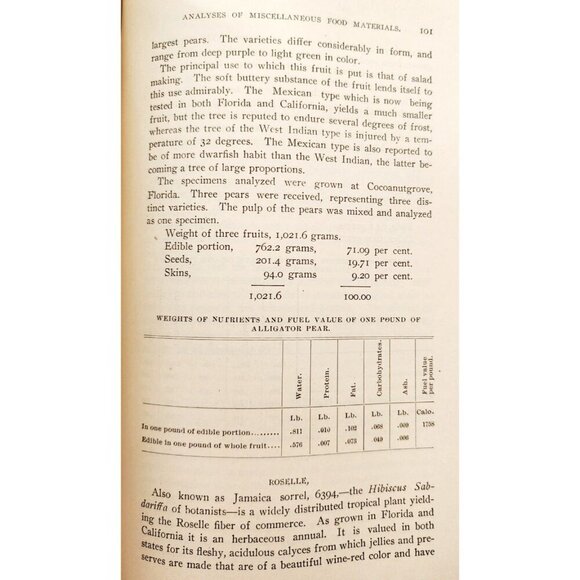 ANALYSES OF MISCELLANEOUS FOOD MATERIALS. 101
largest pears. The varieties differ considerably in form, and
range from deep purple to light green in color.
The principal use to which this fruit is put is that of salad
making. The soft buttery substance of the fruit lends itself to
this use admirably. The Mexican type which is now being
tested in both Florida and California, yields a much smaller
fruit, but the tree is reputed to endure several degrees of frost,
whereas the tree of the West Indian type is injured by a tem-
perature of 32 degrees. The Mexican type is also reported to
be of more dwarfish habit than the West Indian, the latter be-
coming a tree of large proportions.
The specimens analyzed were grown at Cocoanutgrove,
Florida. Three pears were received, representing three dis-
tinct varieties. The pulp of the pears was mixed and analyzed
as one specimen.
Weight of three fruits, 1,021.6 grams.
Edible portion, 762.2 grams, 71.09 per cent.
Seeds, 201.4 grams, 19.71 per cent.
Skins, 94.0 grams 9.20 per cent.
1,021.6 100.00
WEIGHTS OF NUTRIENTS AND FUEL VALUE OF ONE POUND OF
ALLIGATOR PEAR.
Water. Protein. Fat. Carbohydrates. Ash. Fuel value per pound.
Lb. Lb. Lb. Lb. Lb. Calo.
In one pound of edible portion........ .811 .010 .102 .068 .009 1758
Edible in one pound of whole fruit.... .576 .007 .073 .049 .006
ROSELLE,
Also known as Jamaica sorrel, 6394,—the Hibiscus Sab-
dariffa of botanists—is a widely distributed tropical plant yield-
ing the Roselle fiber of commerce. As grown in Florida and
California it is an herbaceous annual. It is valued in both
states for its fleshy, acidulous calyces from which jellies and pre-
serves are made that are of a beautiful wine-red color and have